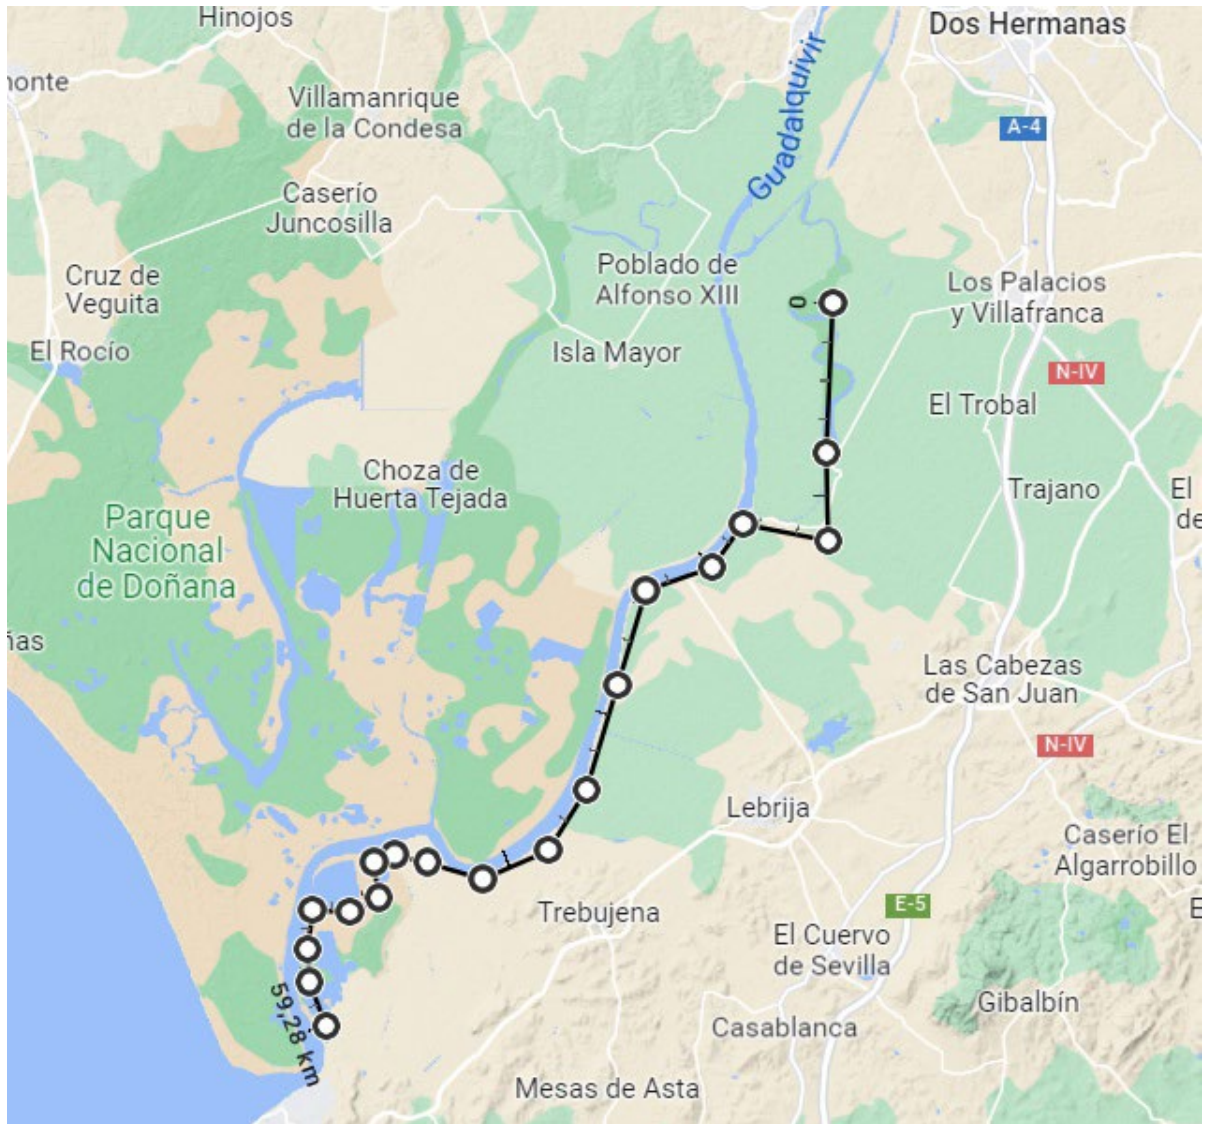 Hinojos
Dos Hermanas
monte
Villamanrique
de la Condesa
Guadalquivir
A-4
Caserío
Juncosilla
Cruz de
Veguita
Poblado de
Alfonso XIII
Los Palacios
y Villafranca
0
El Rocío
Isla Mayor
N-IV
El Trobal
Choza de
Huerta Tejada
Trajano
El
de
Parque
Nacional
de Doñana
ñas
Las Cabezas
de San Juan
N-IV
Lebrija
Caserío El
Algarrobillo
E-5
E
Trebujena
El Cuervo
de Sevilla
59,28 km
Gibalbín
Casablanca
Mesas de Asta